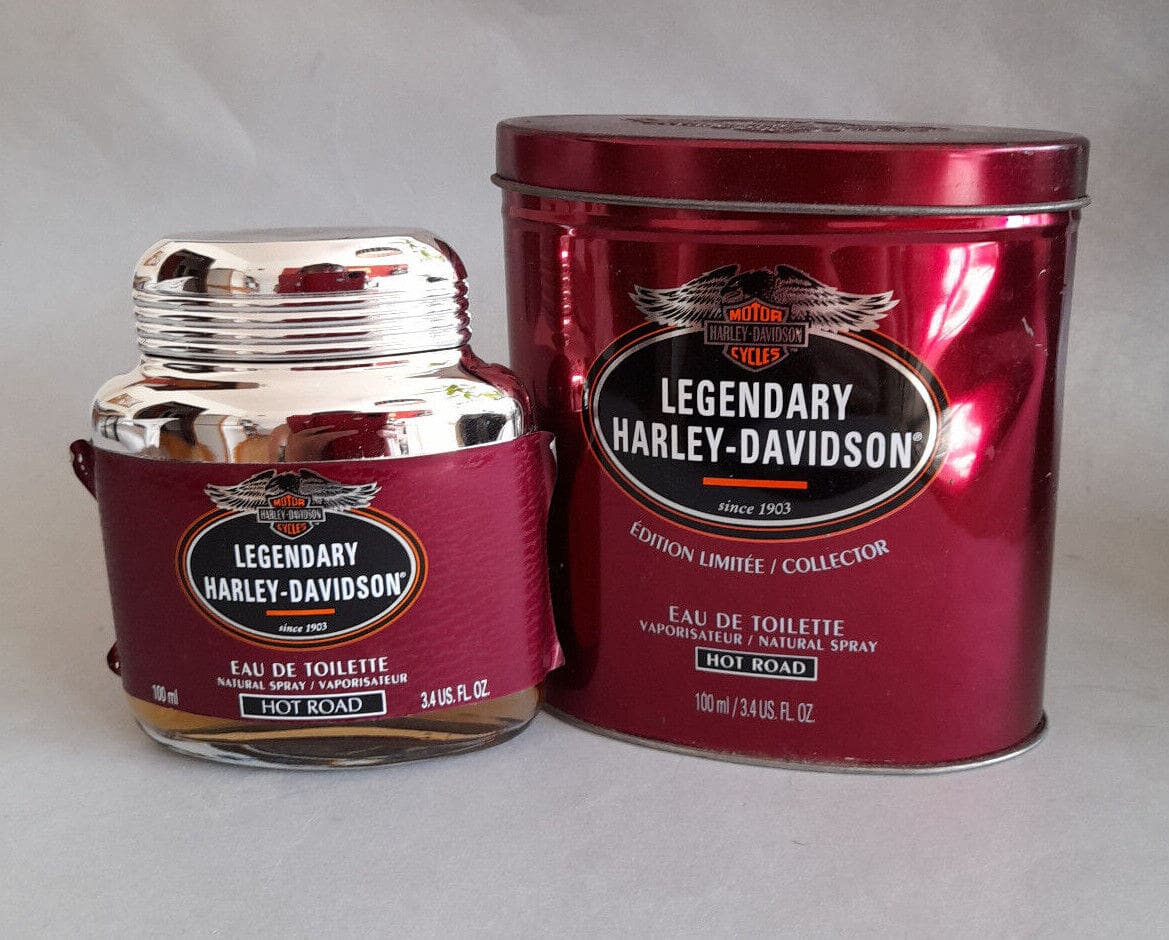 MOTOR
HARLEY-DAVIDSON
CYCLES
LEGENDARY
HARLEY-DAVIDSON®
since 1903
EAU DE TOILETTE
NATURAL SPRAY / VAPORISATEUR
100 ml
HOT ROAD
3.4 US. FL. OZ.
MOTOR
HARLEY-DAVIDSON
CYCLES
LEGENDARY
HARLEY-DAVIDSON®
since 1903
ÉDITION LIMITÉE / COLLECTOR
EAU DE TOILETTE
VAPORISATEUR / NATURAL SPRAY
HOT ROAD
100 ml / 3.4 US. FL. OZ.